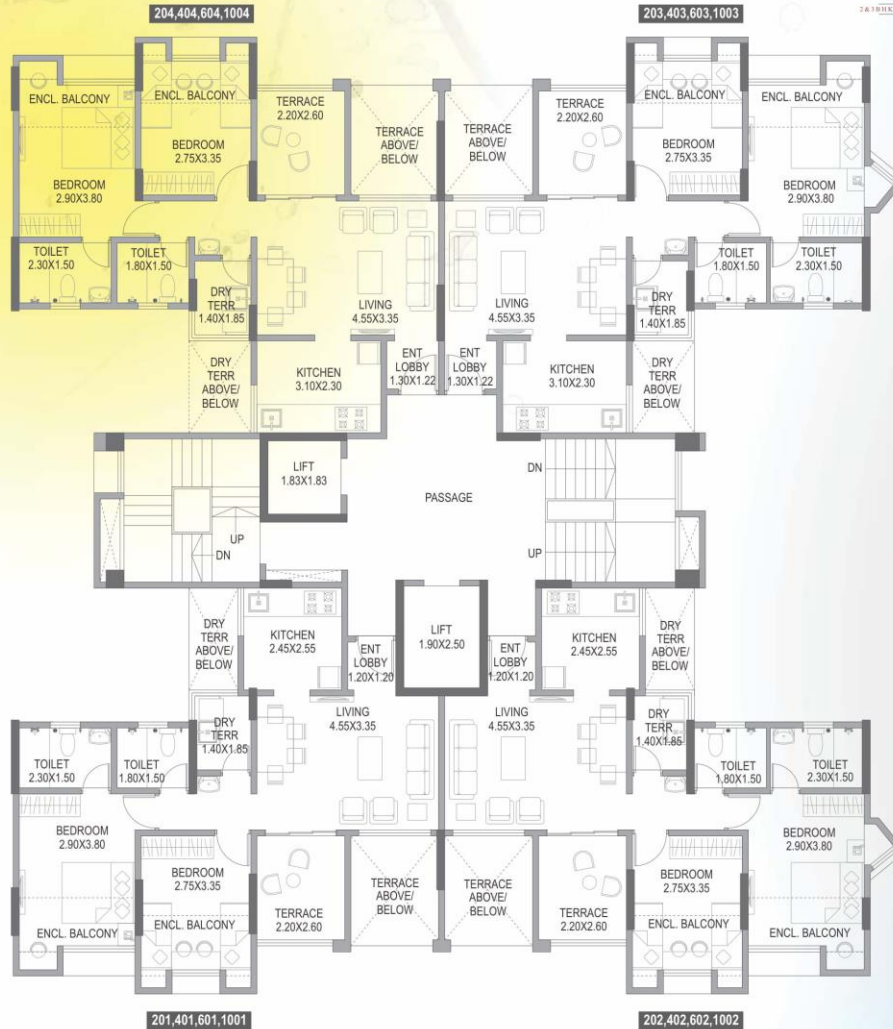 204,404,604,1004
203,403,603,1003
2&3BHK
ENCL. BALCONY
ENCL. BALCONY
TERRACE
2.20X2.60
TERRACE
ABOVE/
BELOW
TERRACE
ABOVE/
BELOW
TERRACE
2.20X2.60
ENCL. BALCONY
ENCL. BALCONY
BEDROOM
2.75X3.35
BEDROOM
2.90X3.80
BEDROOM
2.75X3.35
BEDROOM
2.90X3.80
TOILET
2.30X1.50
TOILET
1.80X1.50
TOILET
1.80X1.50
TOILET
2.30X1.50
DRY
TERR
1.40X1.85
LIVING
4.55X3.35
LIVING
4.55X3.35
DRY
TERR
1.40X1.85
DRY
TERR
ABOVE/
BELOW
KITCHEN
3.10X2.30
ENT
LOBBY
1.30X1.22
ENT
LOBBY
1.30X1.22
KITCHEN
3.10X2.30
DRY
TERR
ABOVE/
BELOW
LIFT
1.83X1.83
PASSAGE
DN
UP
DN
UP
DRY
TERR
ABOVE/
BELOW
KITCHEN
2.45X2.55
ENT
LOBBY
1.20X1.20
LIFT
1.90X2.50
ENT
LOBBY
1.20X1.20
KITCHEN
2.45X2.55
DRY
TERR
ABOVE/
BELOW
DRY
TERR
1.40X1.85
LIVING
4.55X3.35
LIVING
4.55X3.35
DRY
TERR
1.40X1.85
TOILET
2.30X1.50
TOILET
1.80X1.50
TOILET
1.80X1.50
TOILET
2.30X1.50
BEDROOM
2.90X3.80
BEDROOM
2.75X3.35
BEDROOM
2.75X3.35
BEDROOM
2.90X3.80
ENCL. BALCONY
ENCL. BALCONY
TERRACE
2.20X2.60
TERRACE
ABOVE/
BELOW
TERRACE
ABOVE/
BELOW
TERRACE
2.20X2.60
ENCL. BALCONY
ENCL. BALCONY
201,401,601,1001
202,402,602,1002